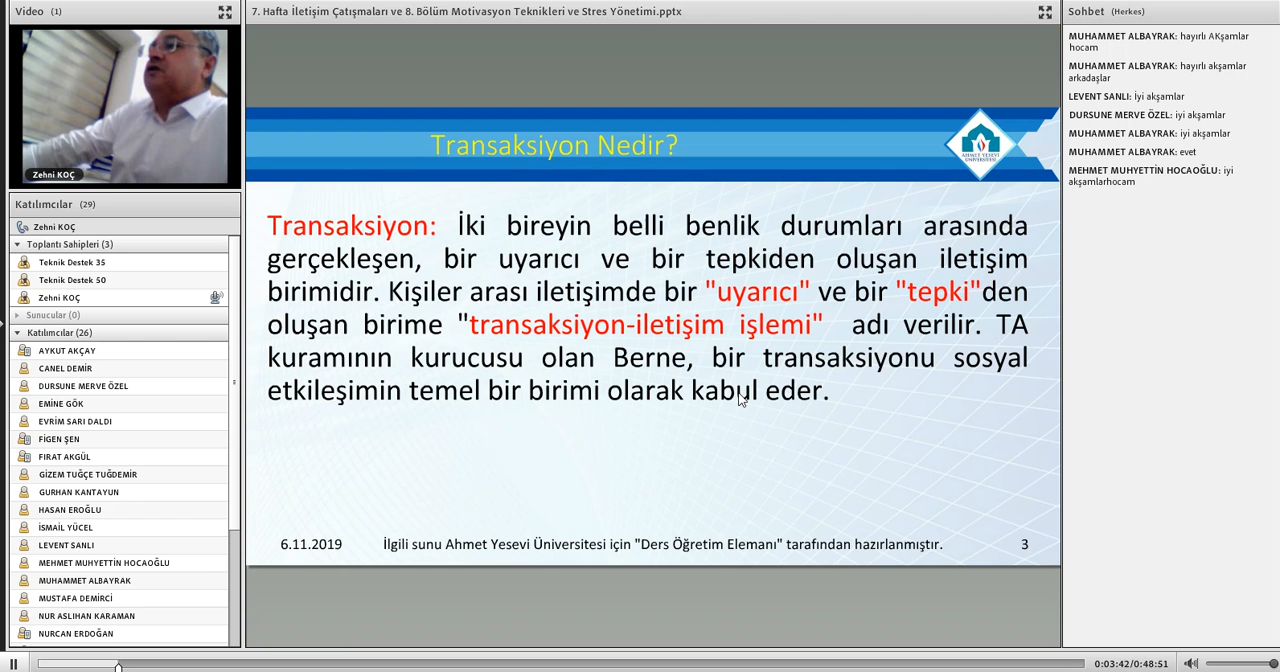 Video (1)
Zehni KOÇ
Katılımcılar (29)
Zehni KOÇ
Toplantı Sahipleri (3)
Teknik Destek 35
Teknik Destek 50
Zehni KOÇ
Sunucular (0)
Katılımcılar (26)
AYKUT AKÇAY
CANEL DEMİR
DURSUNE MERVE ÖZEL
EMİNE GÖK
EVRİM SARI DALDI
FİGEN ŞEN
FIRAT AKGÜL
GİZEM TUĞÇE TUĞDEMİR
GURHAN KANTAYUN
HASAN EROĞLU
İSMAİL YÜCEL
LEVENT SANLI
MEHMET MUHYETTİN HOCAOĞLU
MUHAMMET ALBAYRAK
MUSTAFA DEMİRCİ
NUR ASLIHAN KARAMAN
NURCAN ERDOĞAN
7. Hafta İletişim Çatışmaları ve 8. Bölüm Motivasyon Teknikleri ve Stres Yönetimi.pptx
Transaksiyon Nedir?
AHMET YESEVİ
ÜNİVERSİTESİ
Transaksiyon: İki bireyin belli benlik durumları arasında
gerçekleşen, bir uyarıcı ve bir tepkiden oluşan iletişim
birimidir. Kişiler arası iletişimde bir "uyarıcı" ve bir "tepki"den
oluşan birime "transaksiyon-iletişim işlemi" adı verilir. TA
kuramının kurucusu olan Berne, bir transaksiyonu sosyal
etkileşimin temel bir birimi olarak kabul eder.
6.11.2019 İlgili sunu Ahmet Yesevi Üniversitesi için "Ders Öğretim Elemanı" tarafından hazırlanmıştır. 3
Sohbet (Herkes)
MUHAMMET ALBAYRAK: hayırlı AKşamlar
hocam
MUHAMMET ALBAYRAK: hayırlı akşamlar
arkadaşlar
LEVENT SANLI: İyi akşamlar
DURSUNE MERVE ÖZEL: iyi akşamlar
MUHAMMET ALBAYRAK: iyi akşamlar
MUHAMMET ALBAYRAK: evet
MEHMET MUHYETTİN HOCAOĞLU: iyi
akşamlarhocam
0:03:42/0:48:51